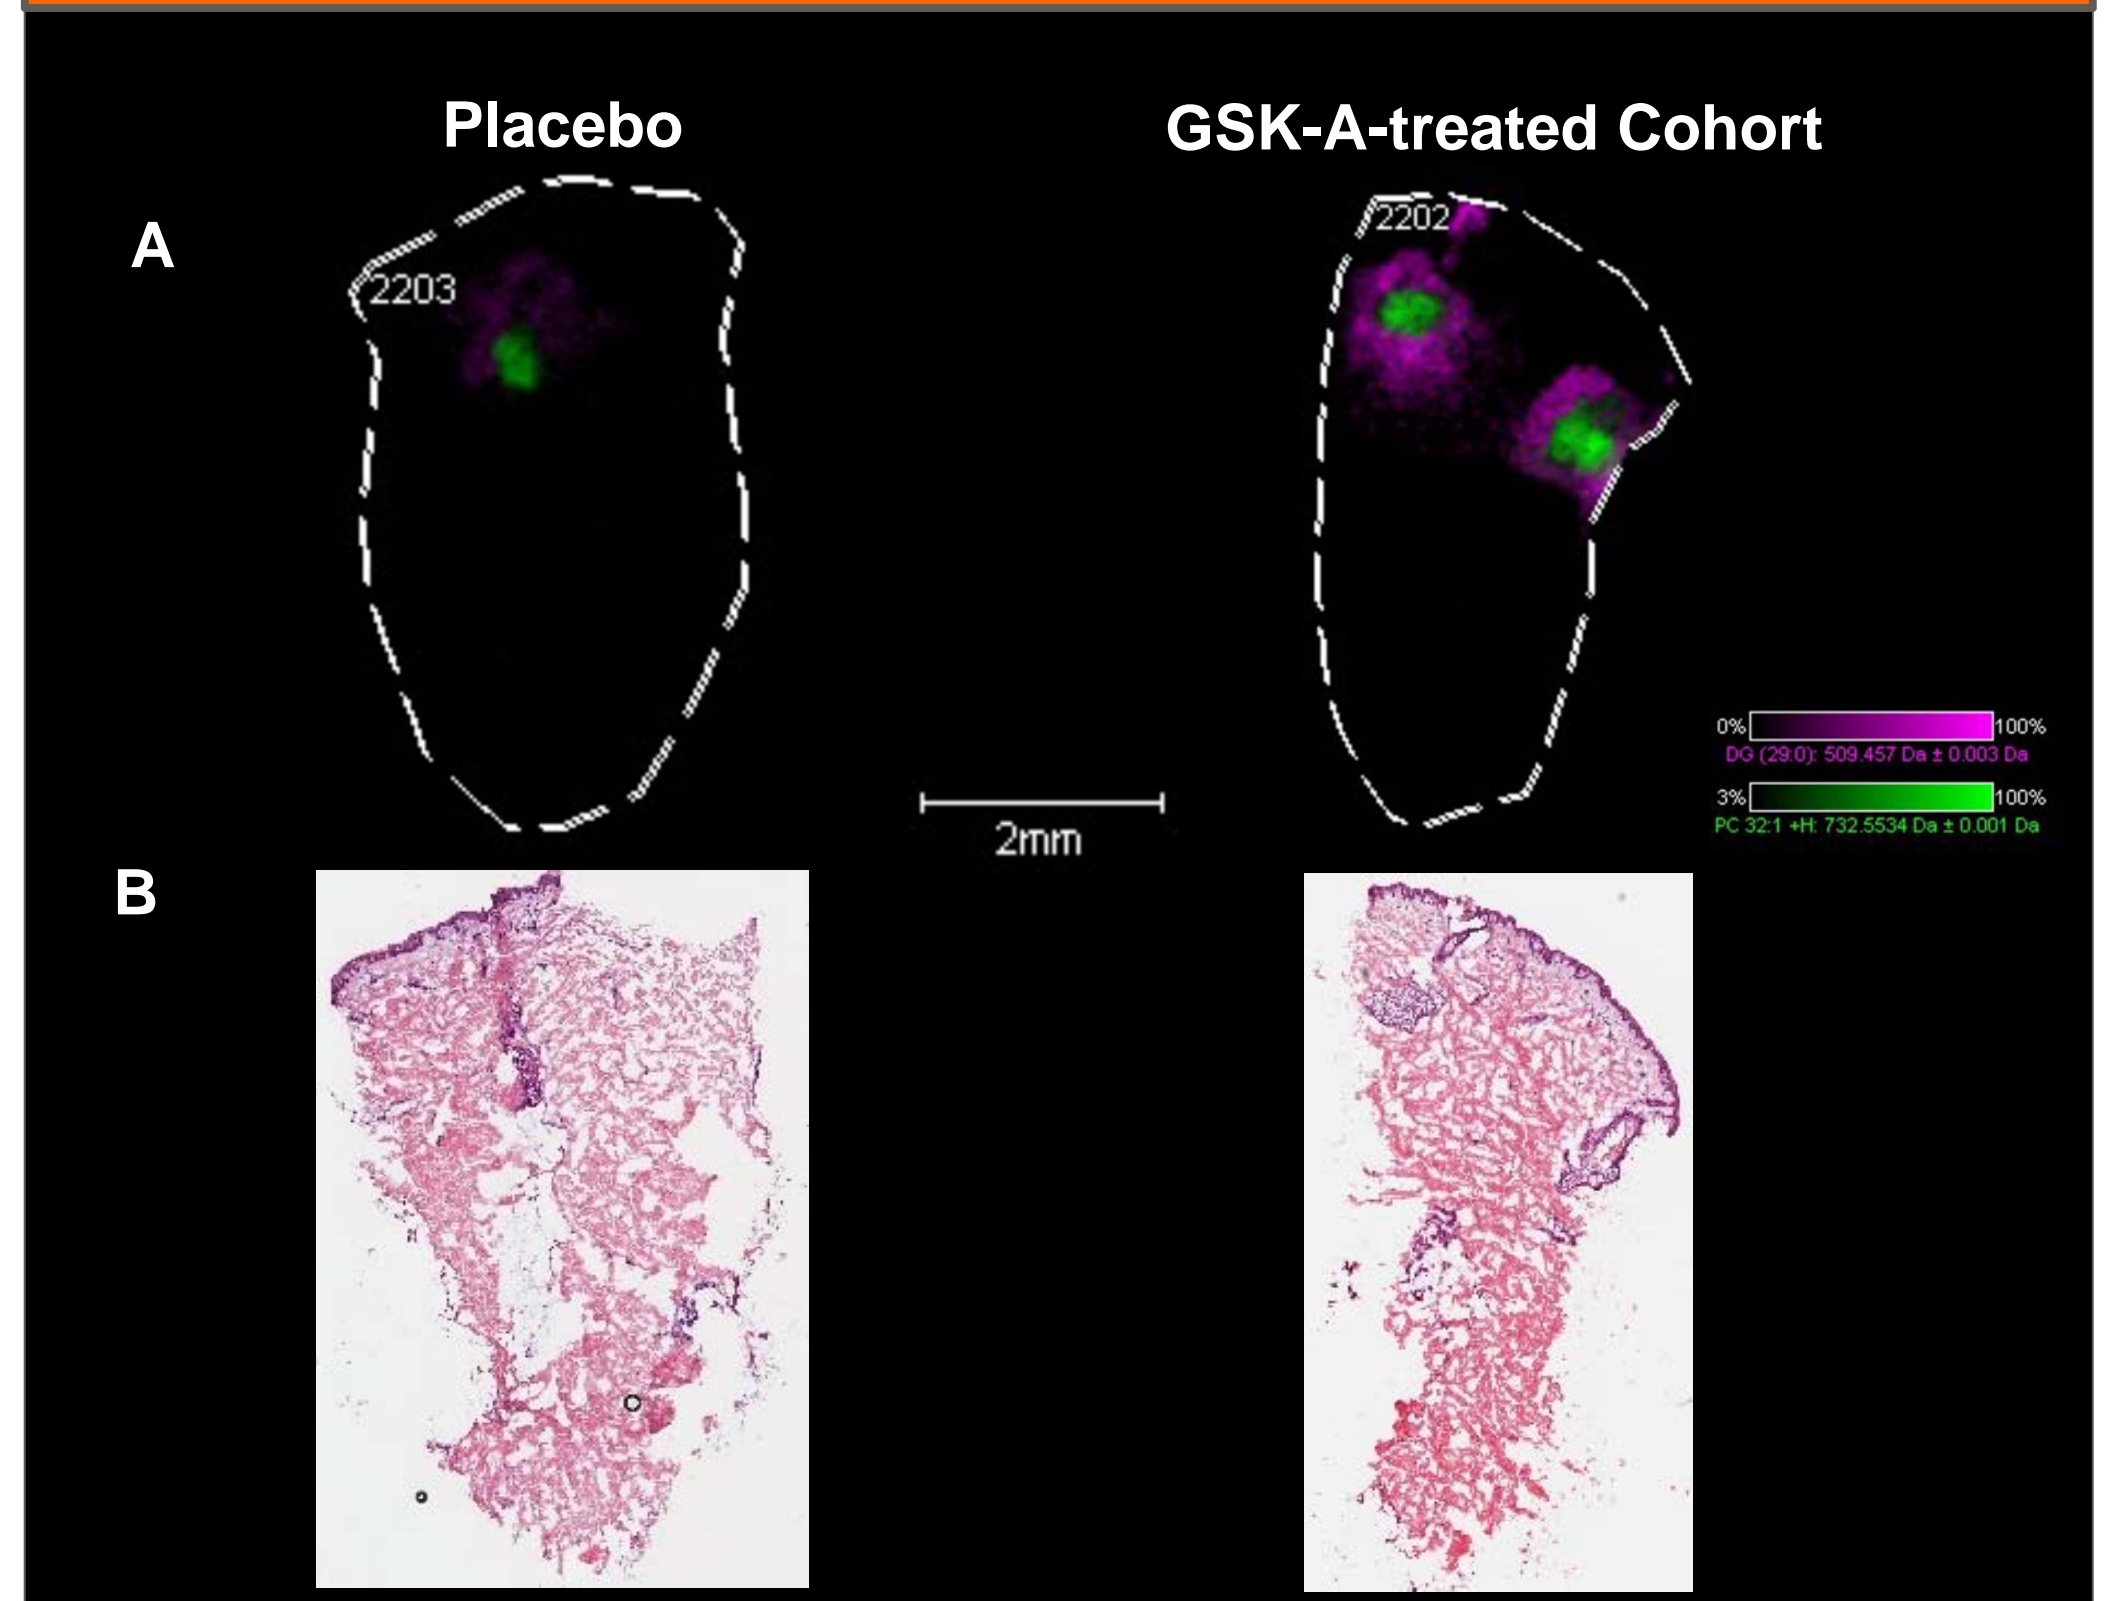 Placebo
GSK-A-treated Cohort
A
2203
2202
0% 100%
DG (29:0): 509.457 Da ± 0.003 Da
3% 100%
PC 32:1 +H: 732.5534 Da ± 0.001 Da
2mm
B